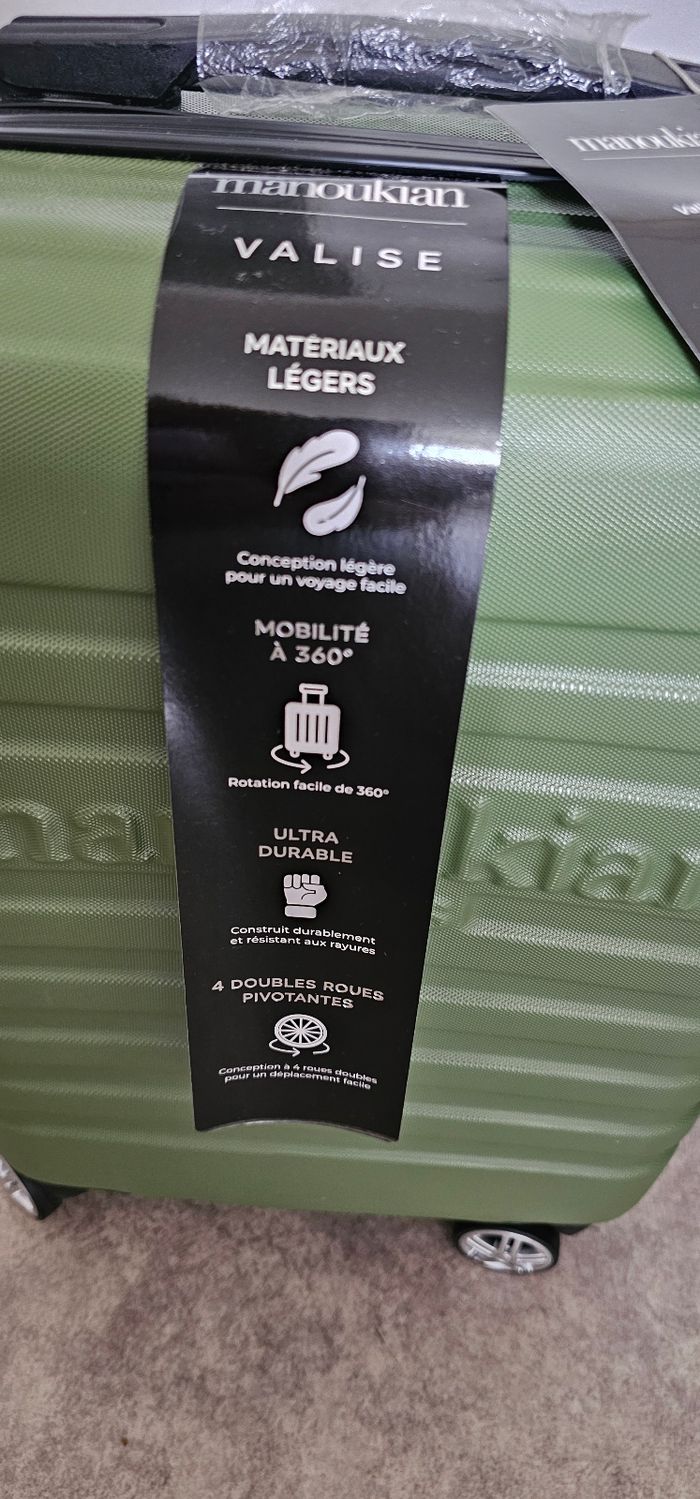 manoukian
VALISE
MATÉRIAUX
LÉGERS
Conception légère
pour un voyage facile
MOBILITÉ
À 360°
Rotation facile de 360°
ULTRA
DURABLE
Construit durablement
et résistant aux rayures
4 DOUBLES ROUES
PIVOTANTES
Conception à 4 roues doubles
pour un déplacement facile